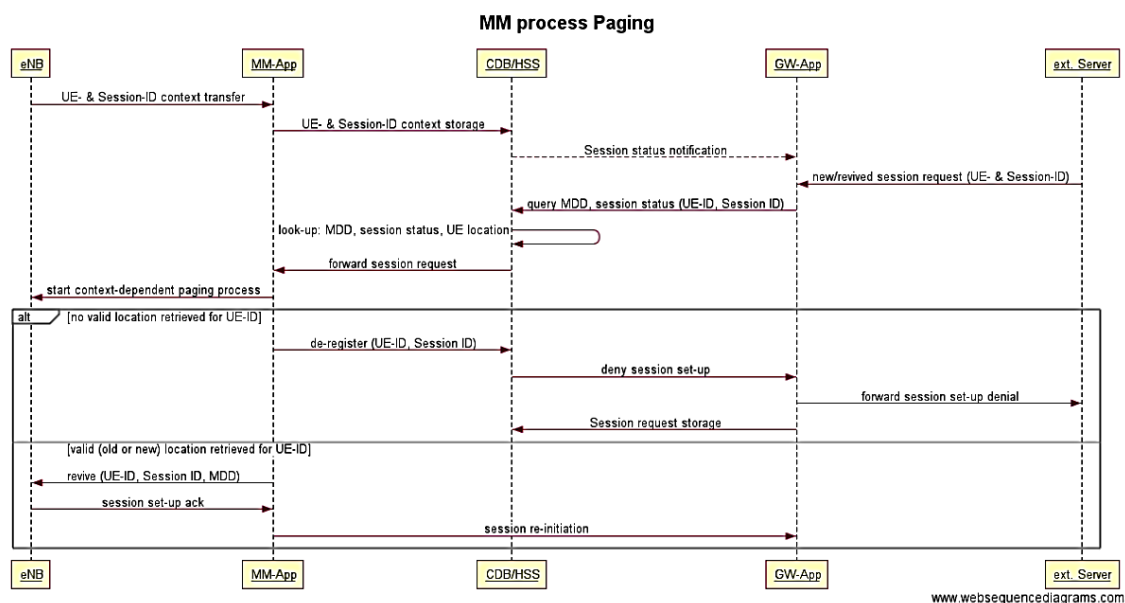 MM process Paging
eNB
MM-App
CDB/HSS
GW-App
ext. Server
UE- & Session-ID context transfer
UE- & Session-ID context storage
Session status notification
new/revived session request (UE- & Session-ID)
query MDD, session status (UE-ID, Session ID)
look-up: MDD, session status, UE location
forward session request
start context-dependent paging process
alt
[no valid location retrieved for UE-ID]
de-register (UE-ID, Session ID)
deny session set-up
forward session set-up denial
Session request storage
[valid (old or new) location retrieved for UE-ID]
revive (UE-ID, Session ID, MDD)
session set-up ack
session re-initiation
eNB
MM-App
CDB/HSS
GW-App
ext. Server
www.websequencediagrams.com